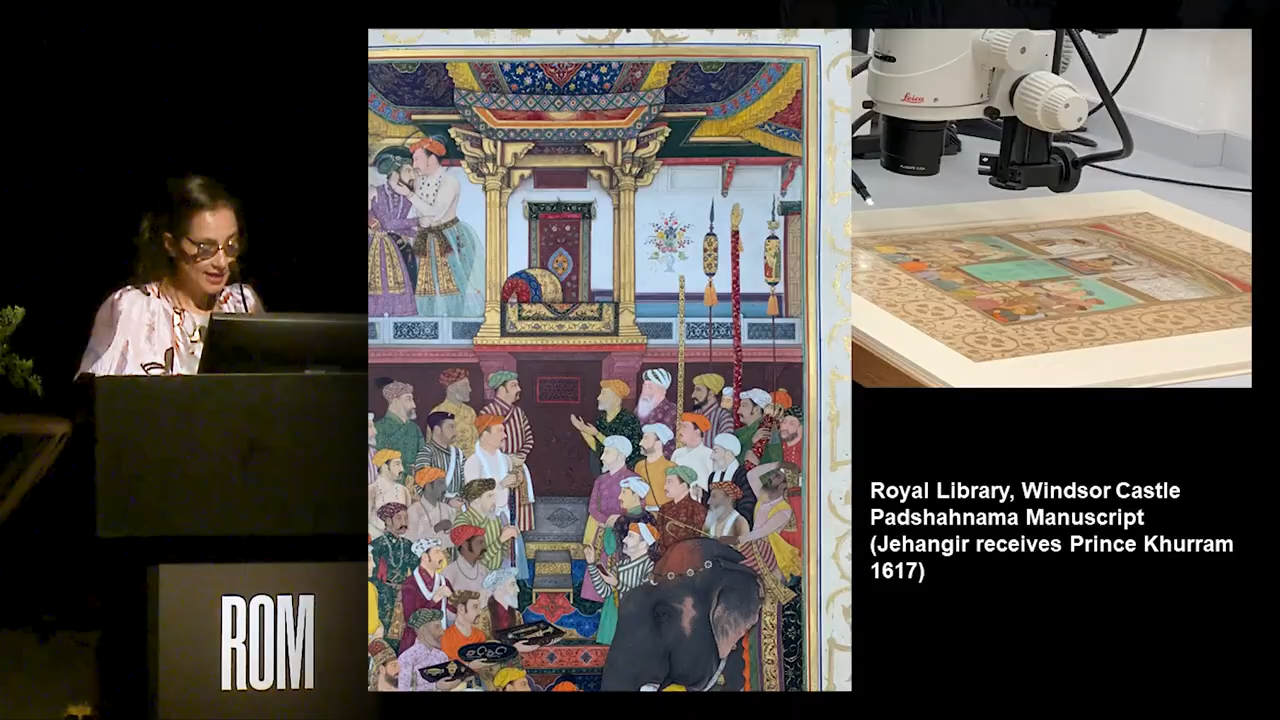 ROM
Leica
Royal Library, Windsor Castle
Padshahnama Manuscript
(Jehangir receives Prince Khurram
1617)